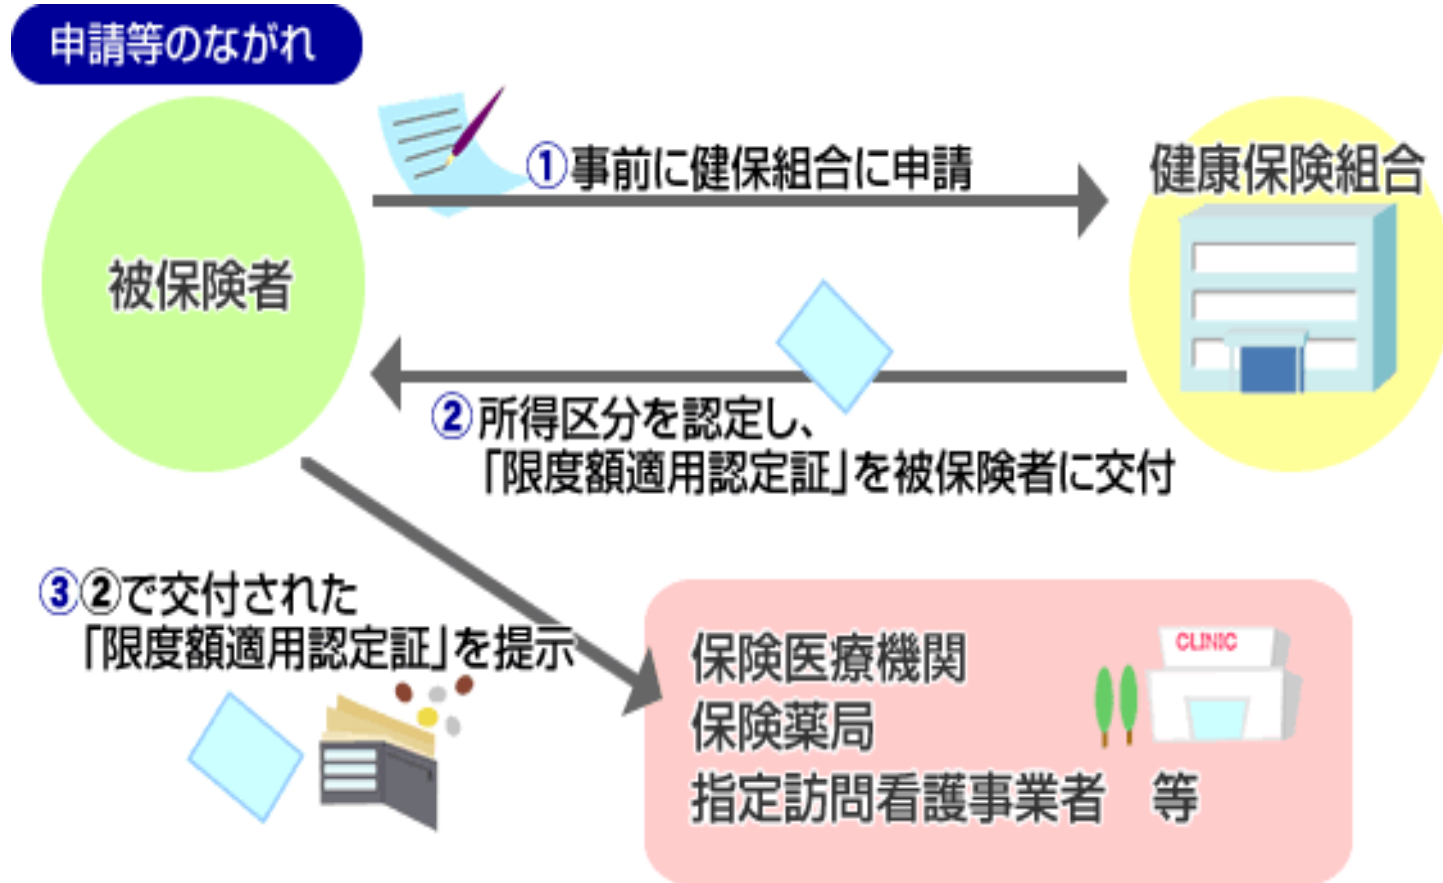 申請等のながれ
①事前に健保組合に申請
健康保険組合
被保険者
②所得区分を認定し、
「限度額適用認定証」を被保険者に交付
③②で交付された
「限度額適用認定証」を提示
保険医療機関
保険薬局
指定訪問看護事業者　等
CLINIC